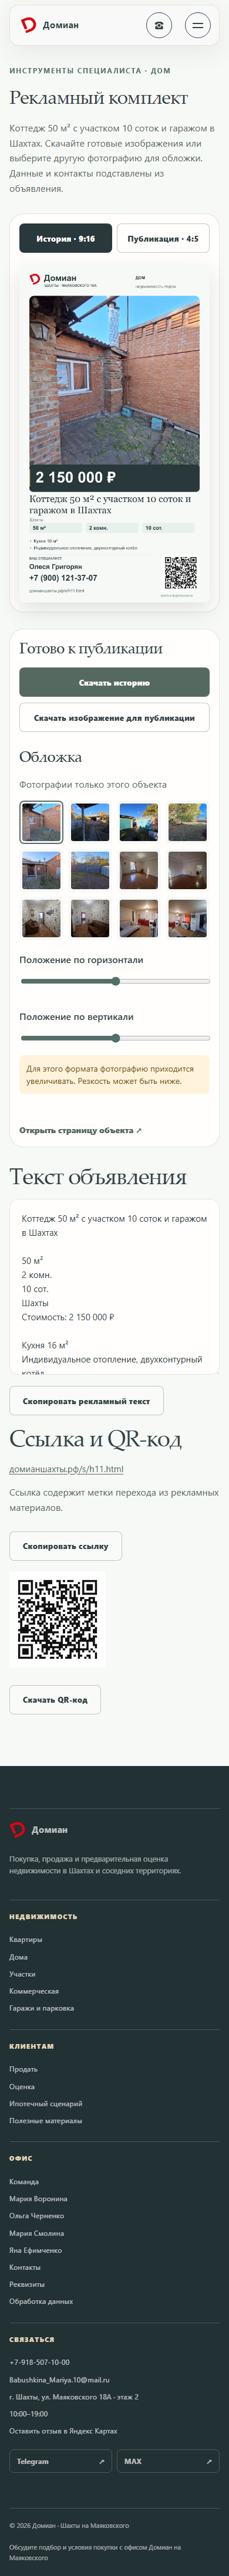 Домиан
ИНСТРУМЕНТЫ СПЕЦИАЛИСТА · ДОМ
Рекламный комплект
Коттедж 50 м² с участком 10 соток и гаражом в
Шахтах. Скачайте готовые изображения или
выберите другую фотографию для обложки.
Данные и контакты подставлены из
объявления.
История · 9:16
Публикация · 4:5
Домиан
ШАХТЫ · МАЯКОВСКОГО 18А
ДОМ
2 150 000 ₽
Коттедж 50 м² с участком 10 соток и
гаражом в Шахтах
Шахты
50 м²
2 комн.
10 сот.
Кухня 16 м²
Индивидуальное отопление, двухконтурный котёл
ВАШ СПЕЦИАЛИСТ
Олеся Григорян
+7 (900) 121-37-07
домианшахты.рф/s/h11.html
Готово к публикации
Скачать историю
Скачать изображение для публикации
Обложка
Фотографии только этого объекта
Положение по горизонтали
Положение по вертикали
Для этого формата фотографию приходится
увеличивать. Резкость может быть ниже.
Открыть страницу объекта ↗
Текст объявления
Коттедж 50 м² с участком 10 соток и гаражом
в Шахтах
50 м²
2 комн.
10 сот.
Шахты
Стоимость: 2 150 000 ₽
Кухня 16 м²
Индивидуальное отопление, двухконтурный
котёл
Скопировать рекламный текст
Ссылка и QR-код
домианшахты.рф/s/h11.html
Ссылка содержит метки перехода из рекламных
материалов.
Скопировать ссылку
Скачать QR-код
Домиан
Покупка, продажа и предварительная оценка
недвижимости в Шахтах и соседних территориях.
НЕДВИЖИМОСТЬ
Квартиры
Дома
Участки
Коммерческая
Гаражи и парковка
КЛИЕНТАМ
Продать
Оценка
Ипотечный сценарий
Полезные материалы
ОФИС
Команда
Мария Воронина
Ольга Черненко
Мария Смолина
Яна Ефимченко
Контакты
Реквизиты
Обработка данных
СВЯЗАТЬСЯ
+7-918-507-10-00
Babushkina_Mariya.10@mail.ru
г. Шахты, ул. Маяковского 18А · этаж 2
10:00–19:00
Оставить отзыв в Яндекс Картах
Telegram ↗
MAX ↗
© 2026 Домиан · Шахты на Маяковского
Обсудите подбор и условия покупки с офисом Домиан на
Маяковского